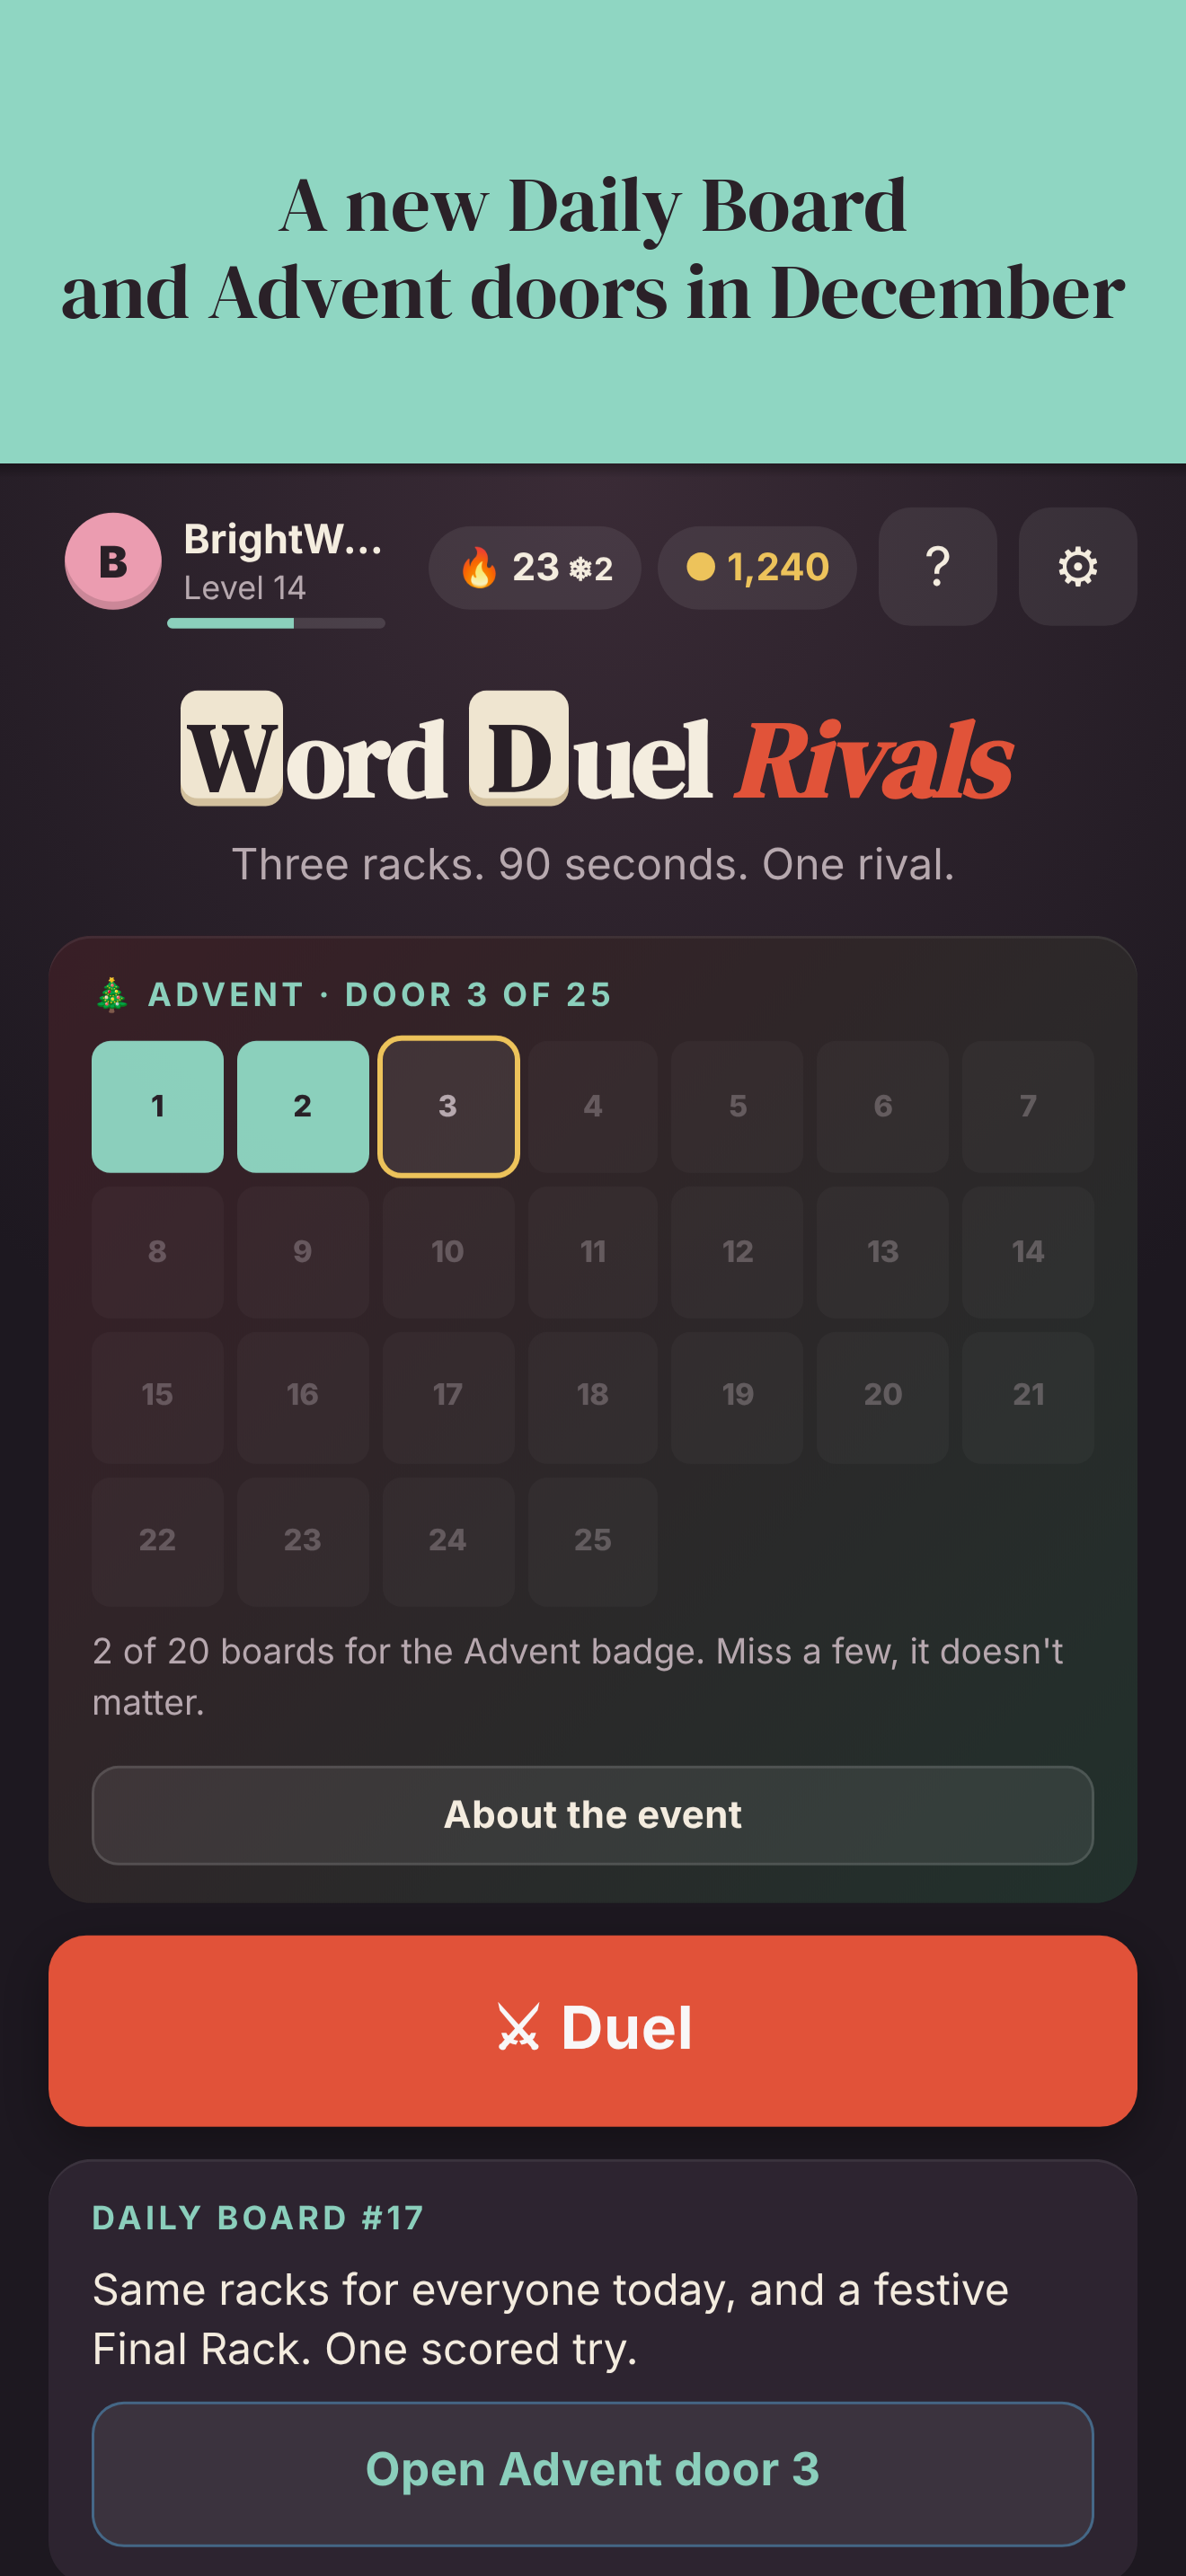 A new Daily Board
and Advent doors in December
B
BrightW...
Level 14
🔥 23 ❄2
1,240
?
⚙
Word Duel Rivals
Three racks. 90 seconds. One rival.
🎄 ADVENT · DOOR 3 OF 25
1 2 3 4 5 6 7
8 9 10 11 12 13 14
15 16 17 18 19 20 21
22 23 24 25
2 of 20 boards for the Advent badge. Miss a few, it doesn't
matter.
About the event
⚔ Duel
DAILY BOARD #17
Same racks for everyone today, and a festive
Final Rack. One scored try.
Open Advent door 3